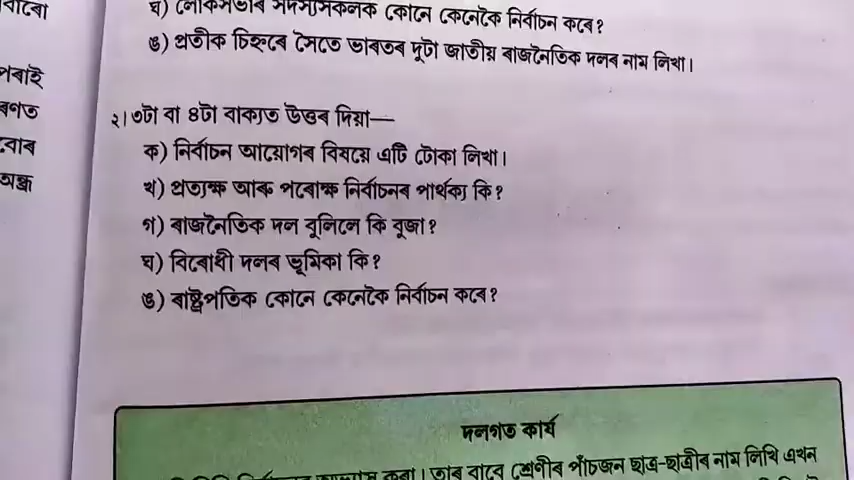 বাবো
ঘ) লোকসভাৰ সদস্যসকলক কোনে কেনেকৈ নিৰ্বাচন কৰে?
ঙ) প্ৰতীক চিহ্নৰে সৈতে ভাৰতৰ দুটা জাতীয় ৰাজনৈতিক দলৰ নাম লিখা।
২।৩টা বা ৪টা বাক্যত উত্তৰ দিয়া—
ক) নিৰ্বাচন আয়োগৰ বিষয়ে এটি টোকা লিখা।
খ) প্ৰত্যক্ষ আৰু পৰোক্ষ নিৰ্বাচনৰ পাৰ্থক্য কি?
গ) ৰাজনৈতিক দল বুলিলে কি বুজা?
ঘ) বিৰোধী দলৰ ভূমিকা কি?
ঙ) ৰাষ্ট্ৰপতিক কোনে কেনেকৈ নিৰ্বাচন কৰে?
দলগত কাৰ্য
কৰা। তাৰ বাবে শ্ৰেণীৰ পাঁচজন ছাত্ৰ-ছাত্ৰীৰ নাম লিখি এখন